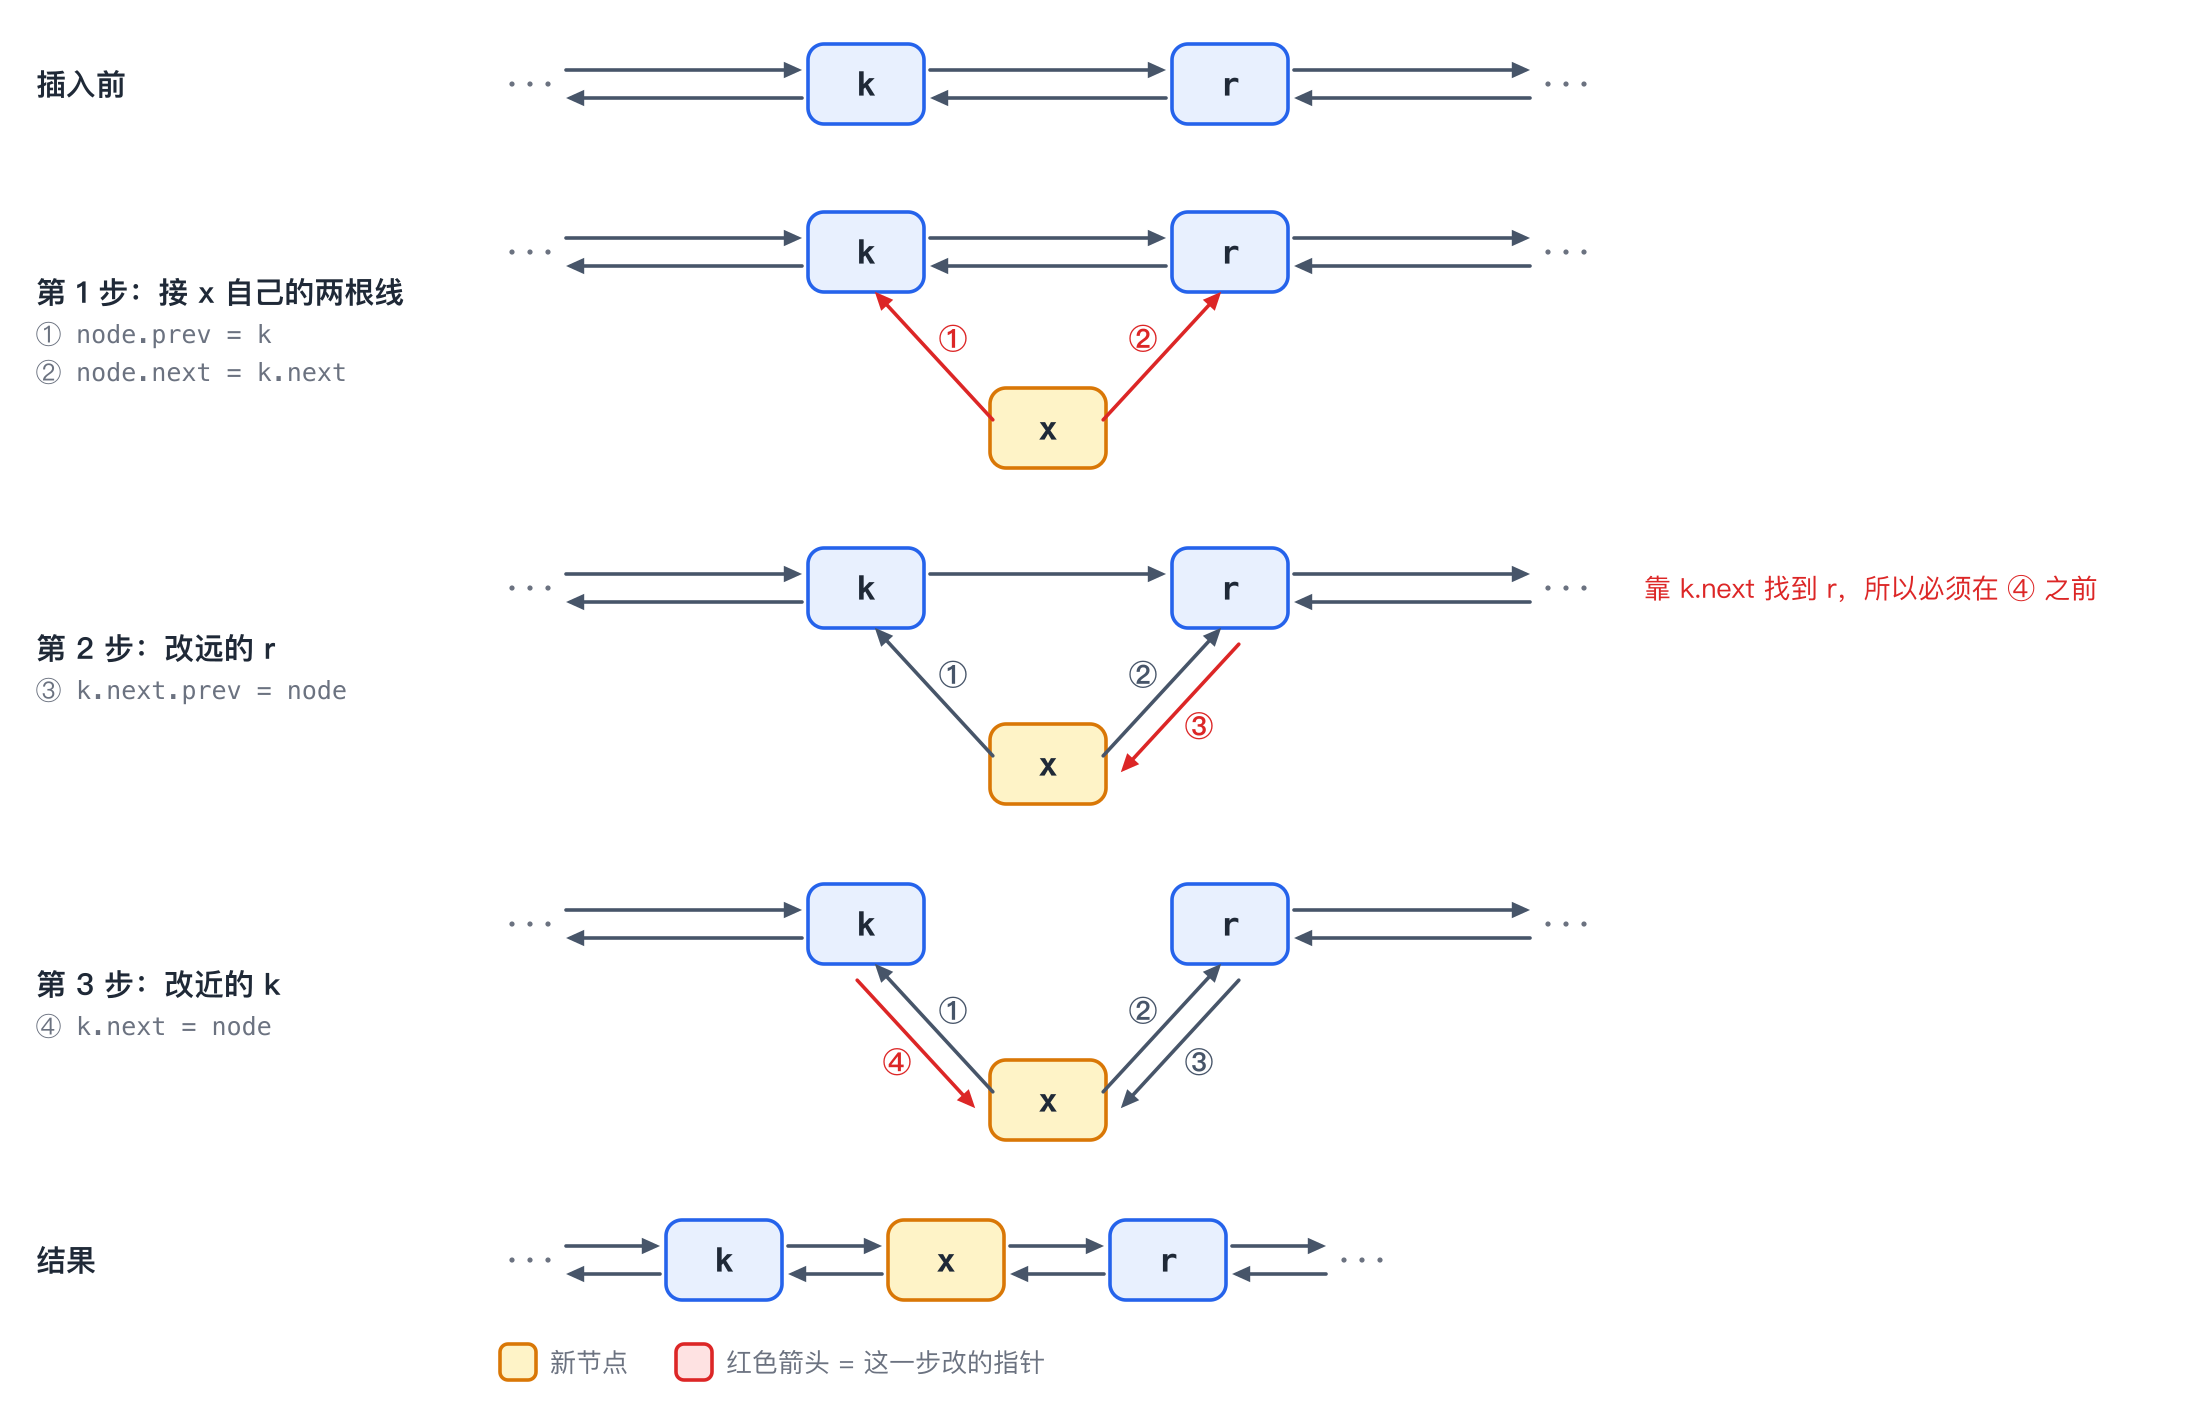 插入前
··· k r ···
··· k r ···
第 1 步：接 x 自己的两根线
① node.prev = k
② node.next = k.next
① ②
x
··· k r ··· 靠 k.next 找到 r，所以必须在 ④ 之前
第 2 步：改远的 r
③ k.next.prev = node
① ②
③
x
··· k r ···
第 3 步：改近的 k
④ k.next = node
① ②
④ ③
x
结果
··· k x r ···
新节点 红色箭头 = 这一步改的指针